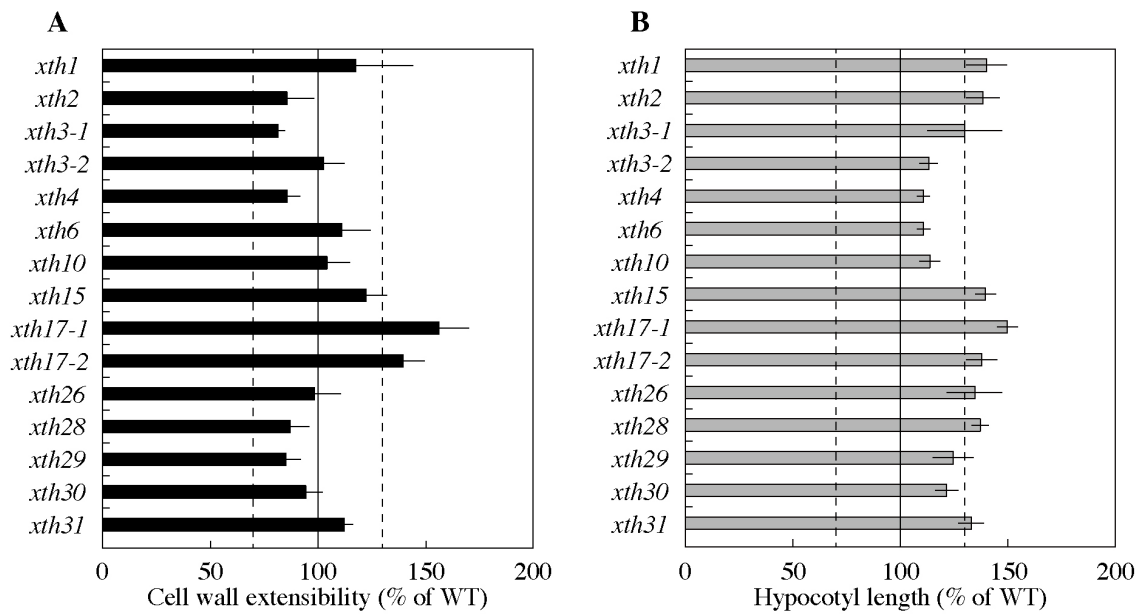 A
xth1
xth2
xth3-1
xth3-2
xth4
xth6
xth10
xth15
xth17-1
xth17-2
xth26
xth28
xth29
xth30
xth31
0 50 100 150 200
Cell wall extensibility (% of WT)
B
xth1
xth2
xth3-1
xth3-2
xth4
xth6
xth10
xth15
xth17-1
xth17-2
xth26
xth28
xth29
xth30
xth31
0 50 100 150 200
Hypocotyl length (% of WT)